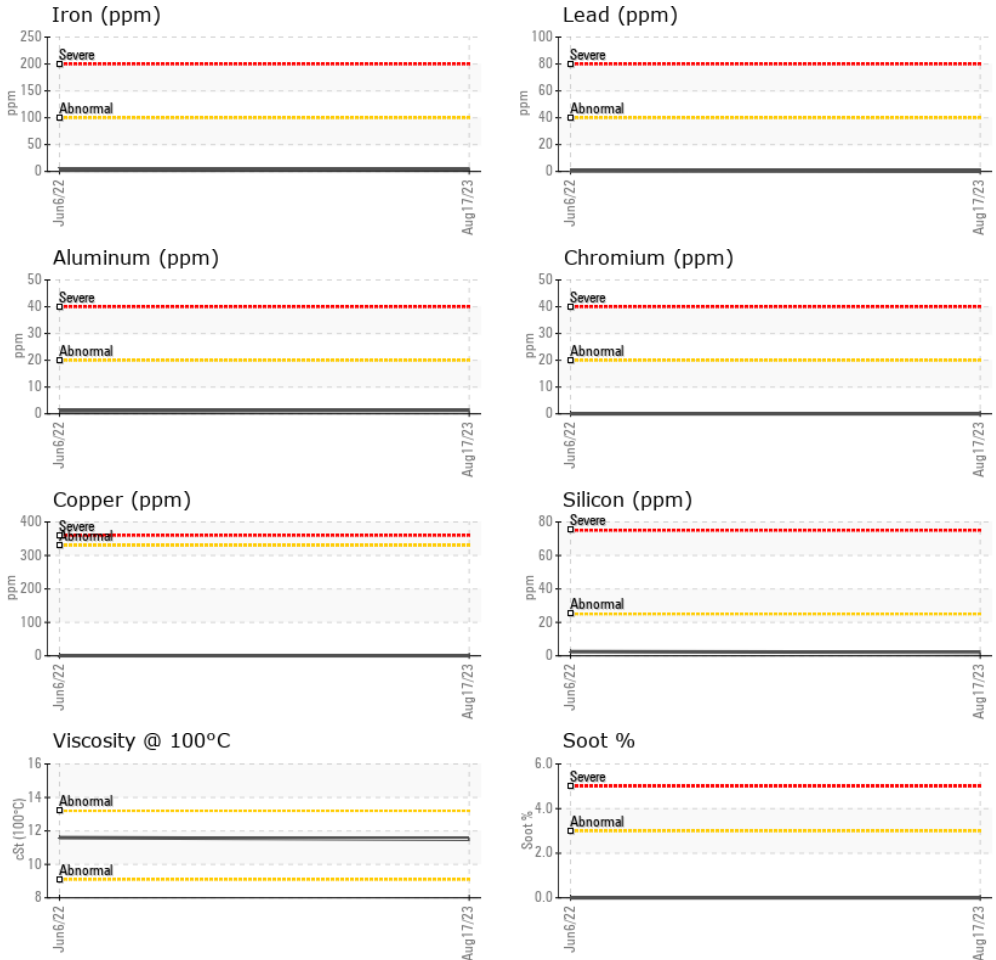 Iron (ppm)
250
200
150
100
50
0
ppm
Severe
Abnormal
Jun6/22
Aug17/23
Lead (ppm)
100
80
60
40
20
0
ppm
Severe
Abnormal
Jun6/22
Aug17/23
Aluminum (ppm)
50
40
30
20
10
0
ppm
Severe
Abnormal
Jun6/22
Aug17/23
Chromium (ppm)
50
40
30
20
10
0
ppm
Severe
Abnormal
Jun6/22
Aug17/23
Copper (ppm)
400
300
200
100
0
ppm
Severe
Abnormal
Jun6/22
Aug17/23
Silicon (ppm)
80
60
40
20
0
ppm
Severe
Abnormal
Jun6/22
Aug17/23
Viscosity @ 100°C
16
14
12
10
8
cSt (100°C)
Abnormal
Abnormal
Jun6/22
Aug17/23
Soot %
6.0
4.0
2.0
0.0
Soot %
Severe
Abnormal
Jun6/22
Aug17/23